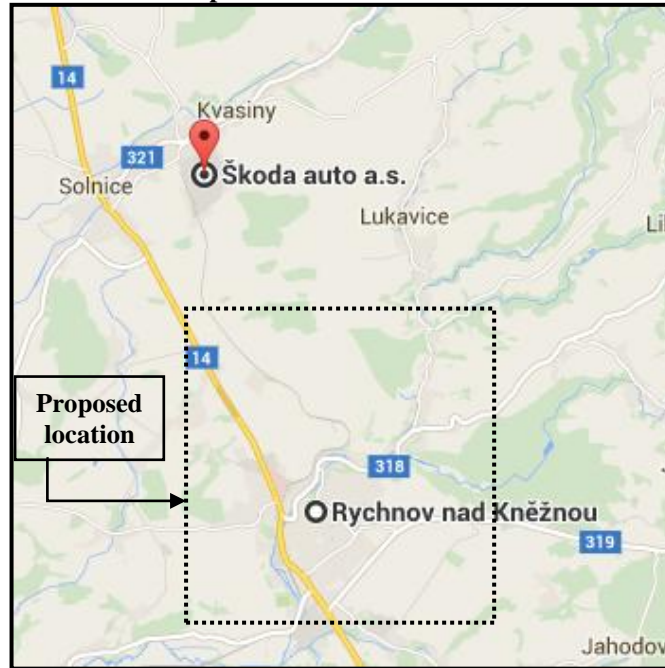 14
Kvasiny
321
Škoda auto a.s.
Solnice
Lukavice
14
Proposed
location
318
Rychnov nad Kněžnou
319